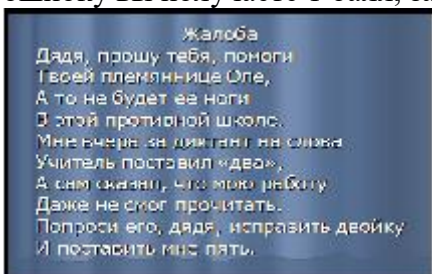 Жалоба
Дядя, прошу тебя, помоги
Твоей племяннице Оле,
А то не будет ее ноги
В этой противной школе.
Мне вчера за диктант на слова
Учитель поставил «два»,
А сам сказал, что мою работу
Даже не смог прочитать.
Попроси его, дядя, исправить двойку
И поставить мне пять.